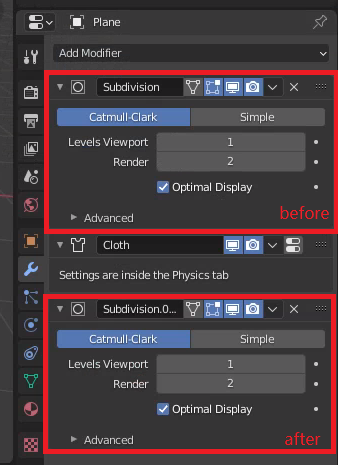 Plane
Add Modifier
Subdivision
Catmull-Clark Simple
Levels Viewport 1
Render 2
Optimal Display
Advanced
before
Cloth
Settings are inside the Physics tab
Subdivision.0...
Catmull-Clark Simple
Levels Viewport 1
Render 2
Optimal Display
Advanced
after